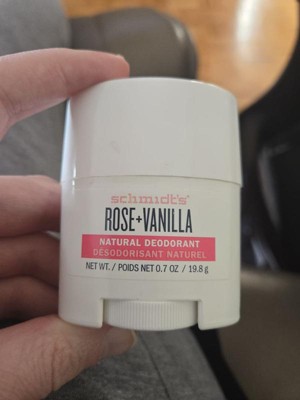 schmidt's
ROSE+VANILLA
NATURAL DEODORANT
DÉSODORISANT NATUREL
NET WT. / POIDS NET 0.7 OZ / 19.8 g